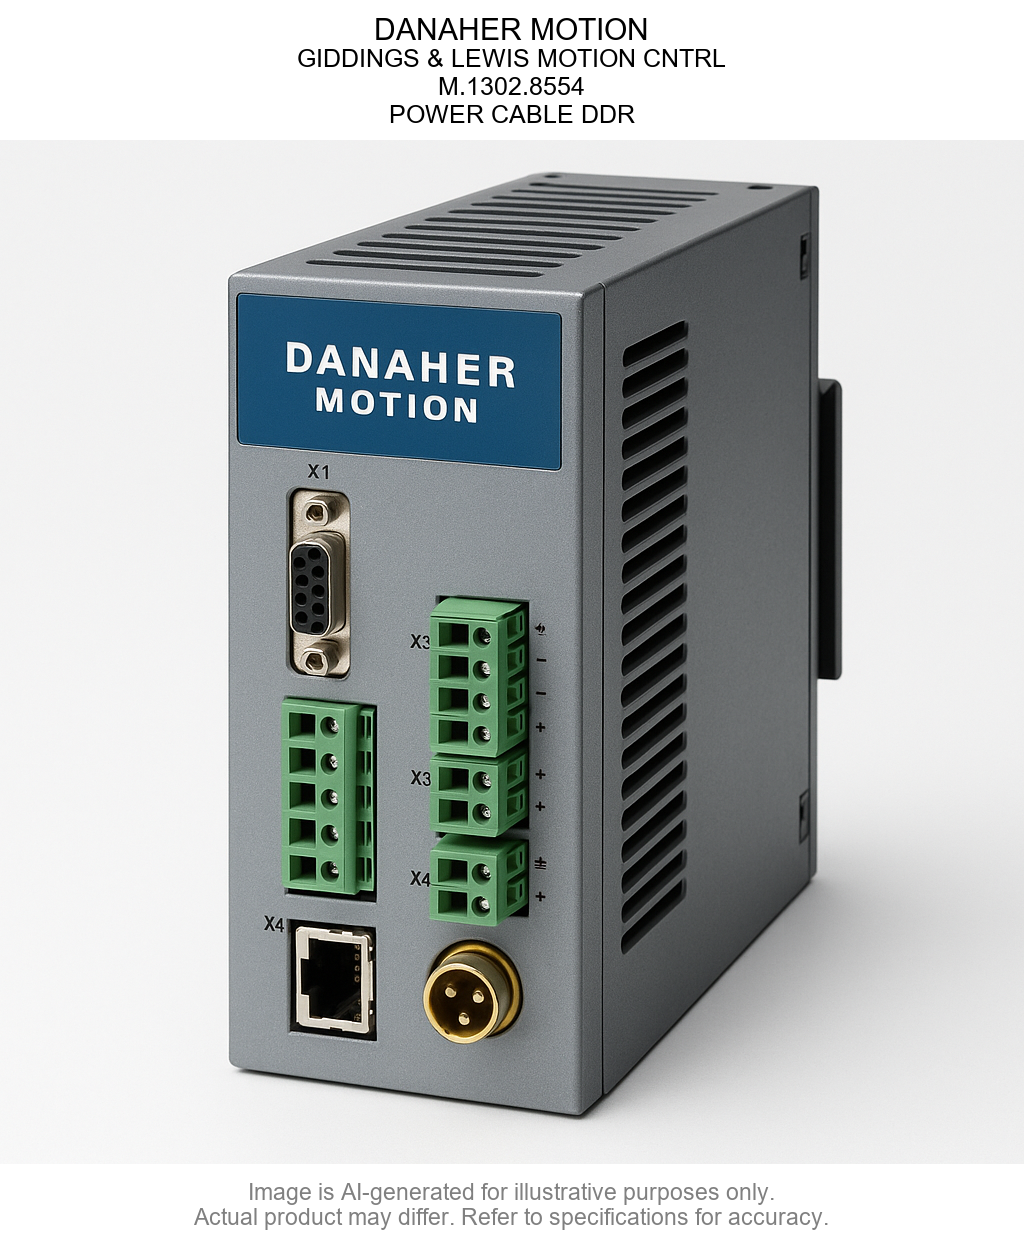 DANAHER MOTION
GIDDINGS & LEWIS MOTION CNTRL
M.1302.8554
POWER CABLE DDR
DANAHER
MOTION
X1
X3
−
−
+
X3
+
+
X4
+
X4
Image is AI-generated for illustrative purposes only.
Actual product may differ. Refer to specifications for accuracy.